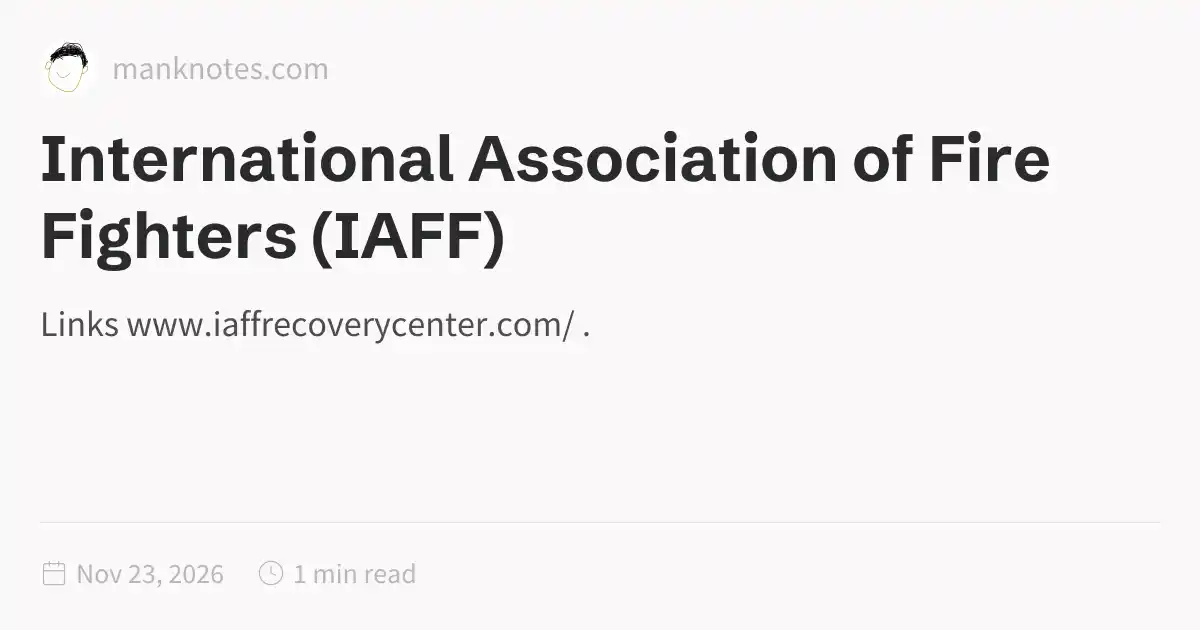 manknotes.com
International Association of Fire
Fighters (IAFF)
Links www.iaffrecoverycenter.com/ .
Nov 23, 2026 1 min read